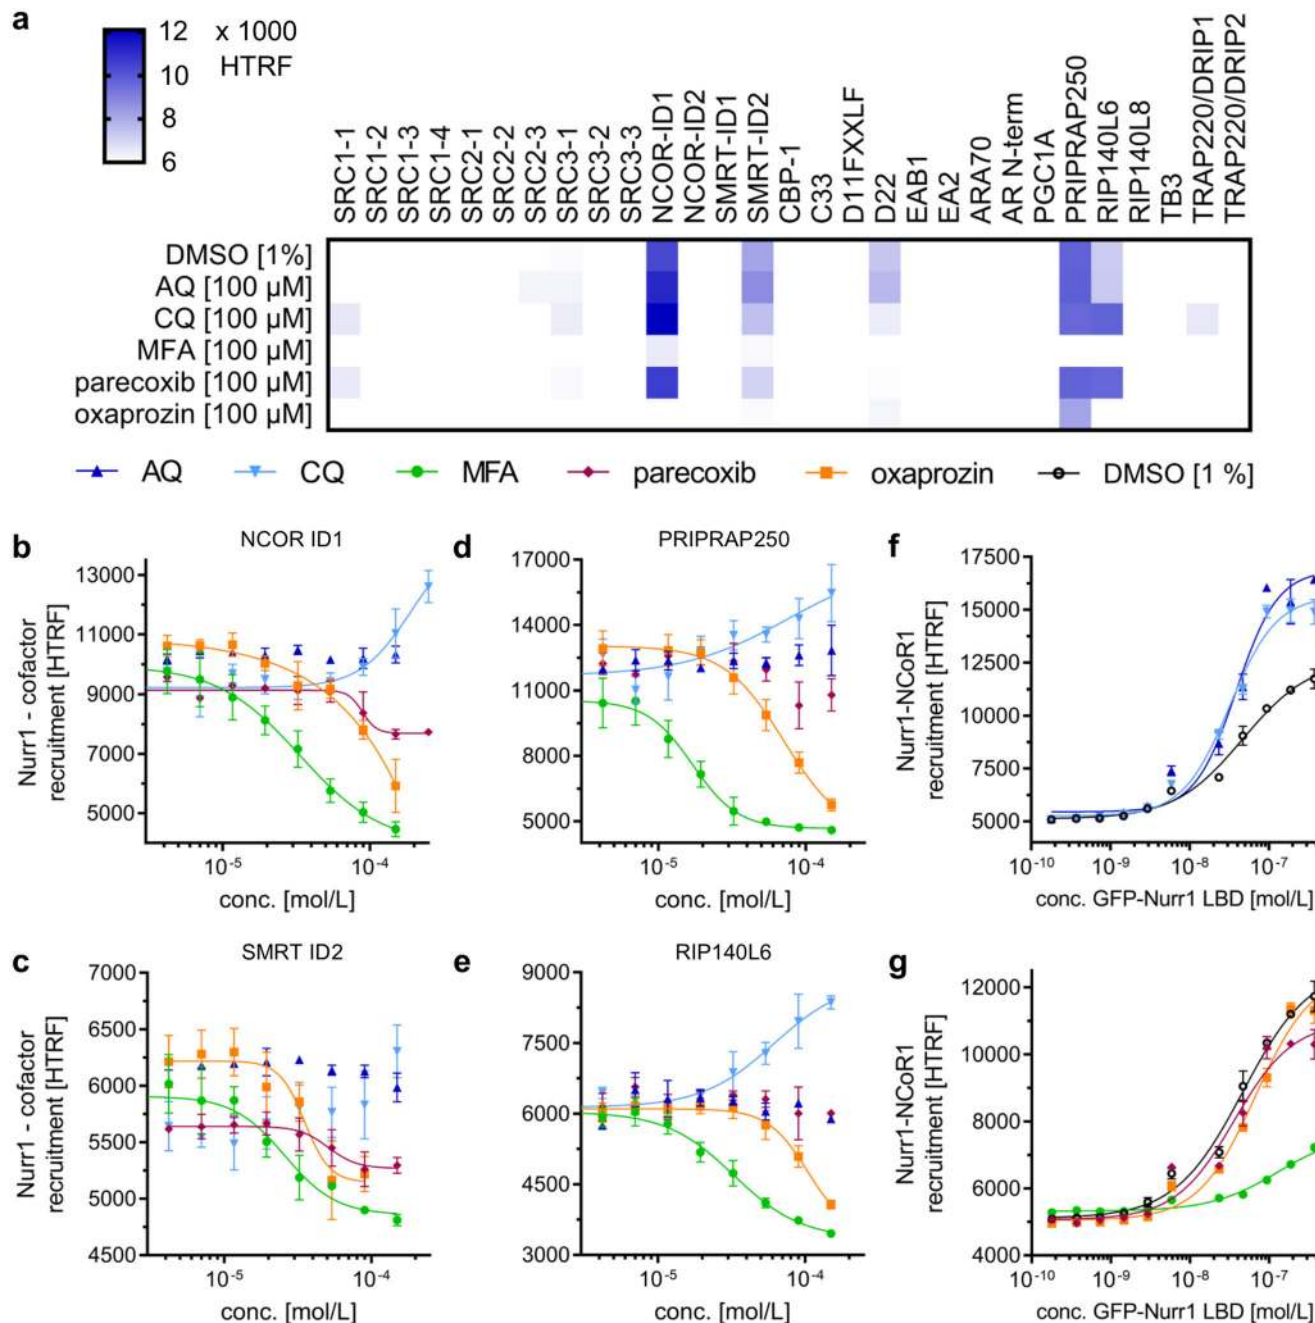 a
12
10
8
6
x 1000
HTRF
SRC1-1
SRC1-2
SRC1-3
SRC1-4
SRC2-1
SRC2-2
SRC2-3
SRC3-1
SRC3-2
SRC3-3
NCOR-ID1
NCOR-ID2
SMRT-ID1
SMRT-ID2
CBP-1
C33
D11FXXLF
D22
EAB1
EA2
ARA70
AR N-term
PGC1A
PRIPRAP250
RIP140L6
RIP140L8
TB3
TRAP220/DRIP1
TRAP220/DRIP2
DMSO [1%]
AQ [100 µM]
CQ [100 µM]
MFA [100 µM]
parecoxib [100 µM]
oxaprozin [100 µM]
AQ CQ MFA parecoxib oxaprozin DMSO [1 %]
b
NCOR ID1
Nurr1 - cofactor
recruitment [HTRF]
13000
11000
9000
7000
5000
10-5 10-4
conc. [mol/L]
d
PRIPRAP250
17000
14000
11000
8000
5000
10-5 10-4
conc. [mol/L]
f
Nurr1-NCoR1
recruitment [HTRF]
17500
15000
12500
10000
7500
5000
10-10 10-9 10-8 10-7
conc. GFP-Nurr1 LBD [mol/L]
c
SMRT ID2
Nurr1 - cofactor
recruitment [HTRF]
7000
6500
6000
5500
5000
4500
10-5 10-4
conc. [mol/L]
e
RIP140L6
9000
7500
6000
4500
3000
10-5 10-4
conc. [mol/L]
g
Nurr1-NCoR1
recruitment [HTRF]
12000
10000
8000
6000
4000
10-10 10-9 10-8 10-7
conc. GFP-Nurr1 LBD [mol/L]